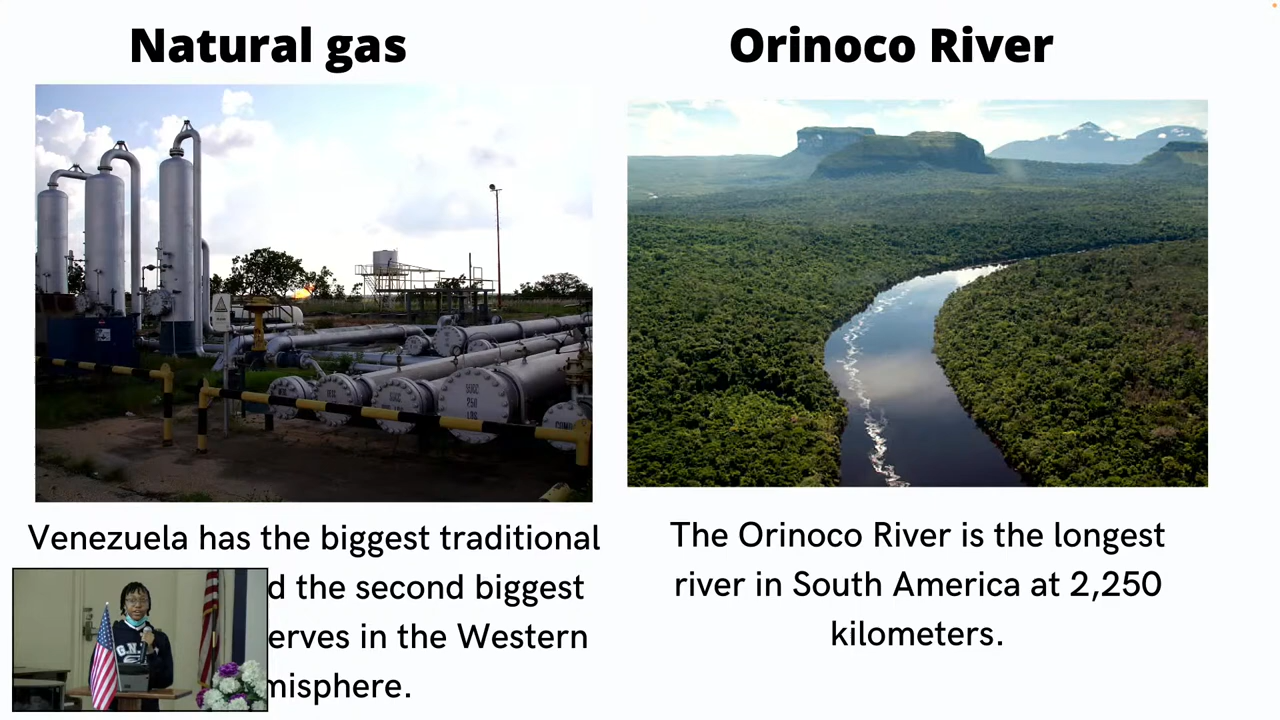 Natural gas
Venezuela has the biggest traditional
d the second biggest
erves in the Western
misphere.
Orinoco River
The Orinoco River is the longest
river in South America at 2,250
kilometers.